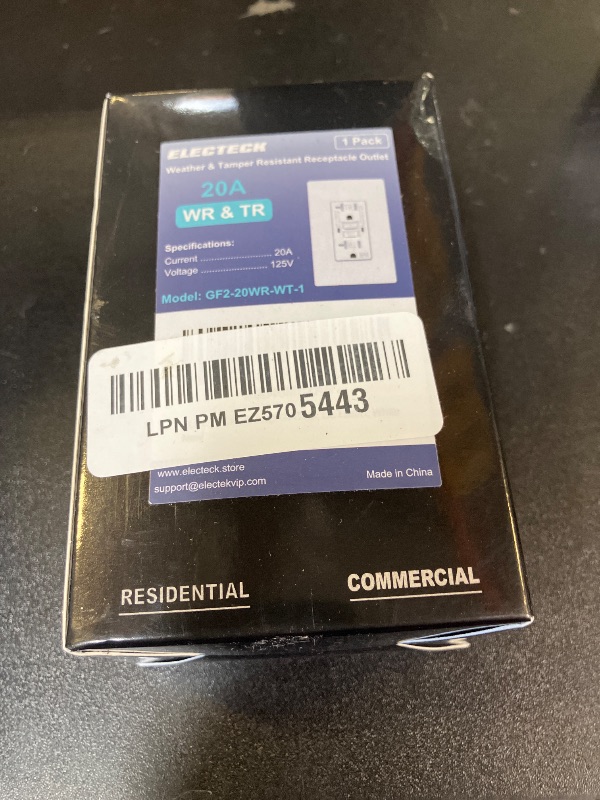 ELECTECK
1 Pack
Weather & Tamper Resistant Receptacle Outlet
20A
WR & TR
Specifications:
Current .................... 20A
Voltage .................... 125V
Model: GF2-20WR-WT-1
LPN PM EZ570 5443
www.electeck.store
support@electekvip.com
Made in China
RESIDENTIAL
COMMERCIAL